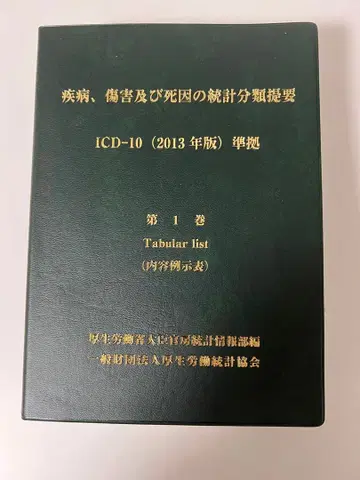 疾病、傷害及び死因の統計分類提要
ICD-10（2013年版）準拠
第 1 巻
Tabular list
（内容例示表）
厚生労働省大臣官房統計情報部編
一般財団法人厚生労働統計協会